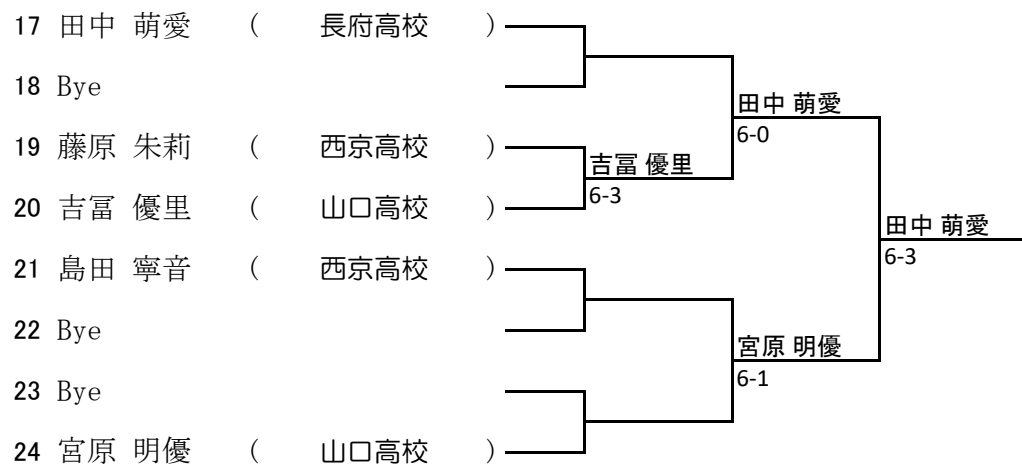 17 田中 萌愛 ( 長府高校 )
18 Bye
田中 萌愛
6-0
19 藤原 朱莉 ( 西京高校 )
吉冨 優里
6-3
20 吉冨 優里 ( 山口高校 )
田中 萌愛
6-3
21 島田 寧音 ( 西京高校 )
22 Bye
宮原 明優
6-1
23 Bye
24 宮原 明優 ( 山口高校 )